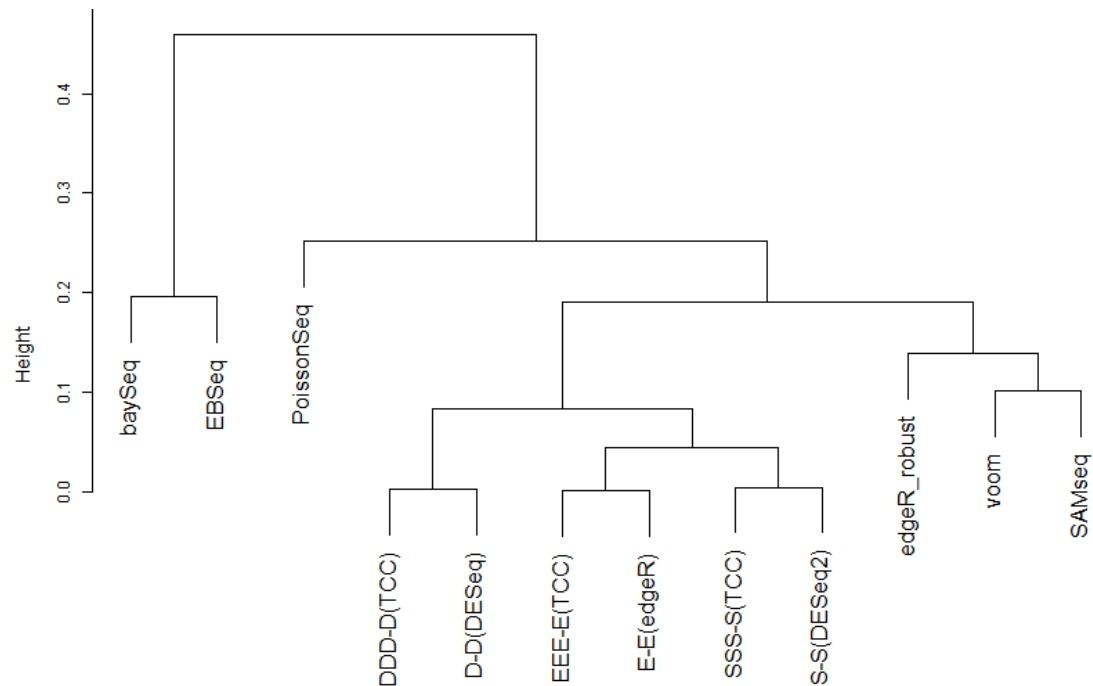 Height
0.4
0.3
0.2
0.1
0.0
baySeq
EBSeq
PoissonSeq
DDD-D(TCC)
D-D(DESeq)
EEE-E(TCC)
E-E(edgeR)
SSS-S(TCC)
S-S(DESeq2)
edgeR_robust
voom
SAMseq